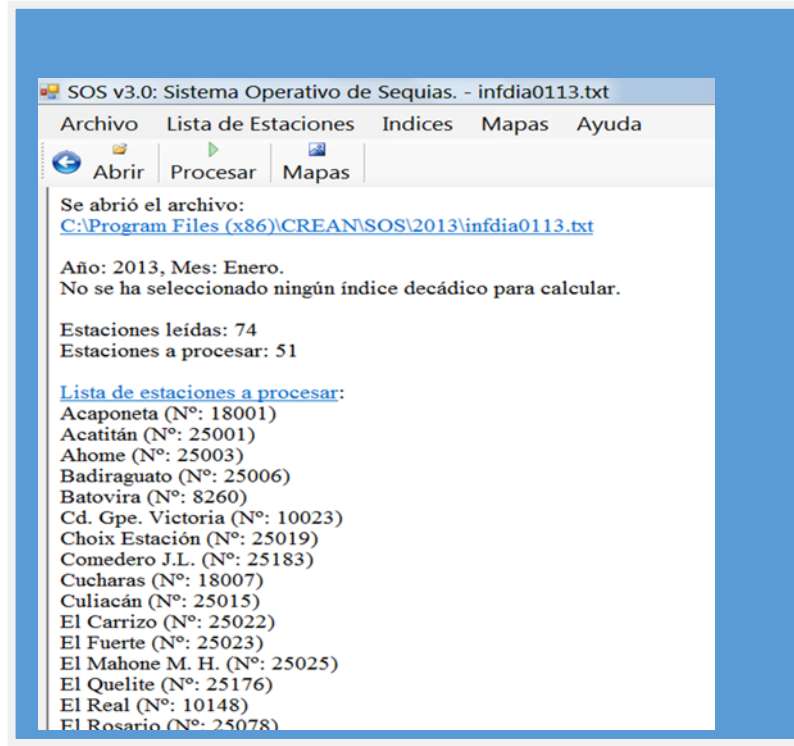 SOS v3.0: Sistema Operativo de Sequias. - infdia0113.txt
Archivo Lista de Estaciones Indices Mapas Ayuda
Abrir Procesar Mapas
Se abrió el archivo:
C:\Program Files (x86)\CREAN\SOS\2013\infdia0113.txt
Año: 2013, Mes: Enero.
No se ha seleccionado ningún índice decádico para calcular.
Estaciones leídas: 74
Estaciones a procesar: 51
Lista de estaciones a procesar:
Acaponeta (Nº: 18001)
Acatitán (Nº: 25001)
Ahome (Nº: 25003)
Badiraguato (Nº: 25006)
Batovira (Nº: 8260)
Cd. Gpe. Victoria (Nº: 10023)
Choix Estación (Nº: 25019)
Comedero J.L. (Nº: 25183)
Cucharas (Nº: 18007)
Culiacán (Nº: 25015)
El Carrizo (Nº: 25022)
El Fuerte (Nº: 25023)
El Mahone M. H. (Nº: 25025)
El Quelite (Nº: 25176)
El Real (Nº: 10148)
El Rosario (Nº: 25078)